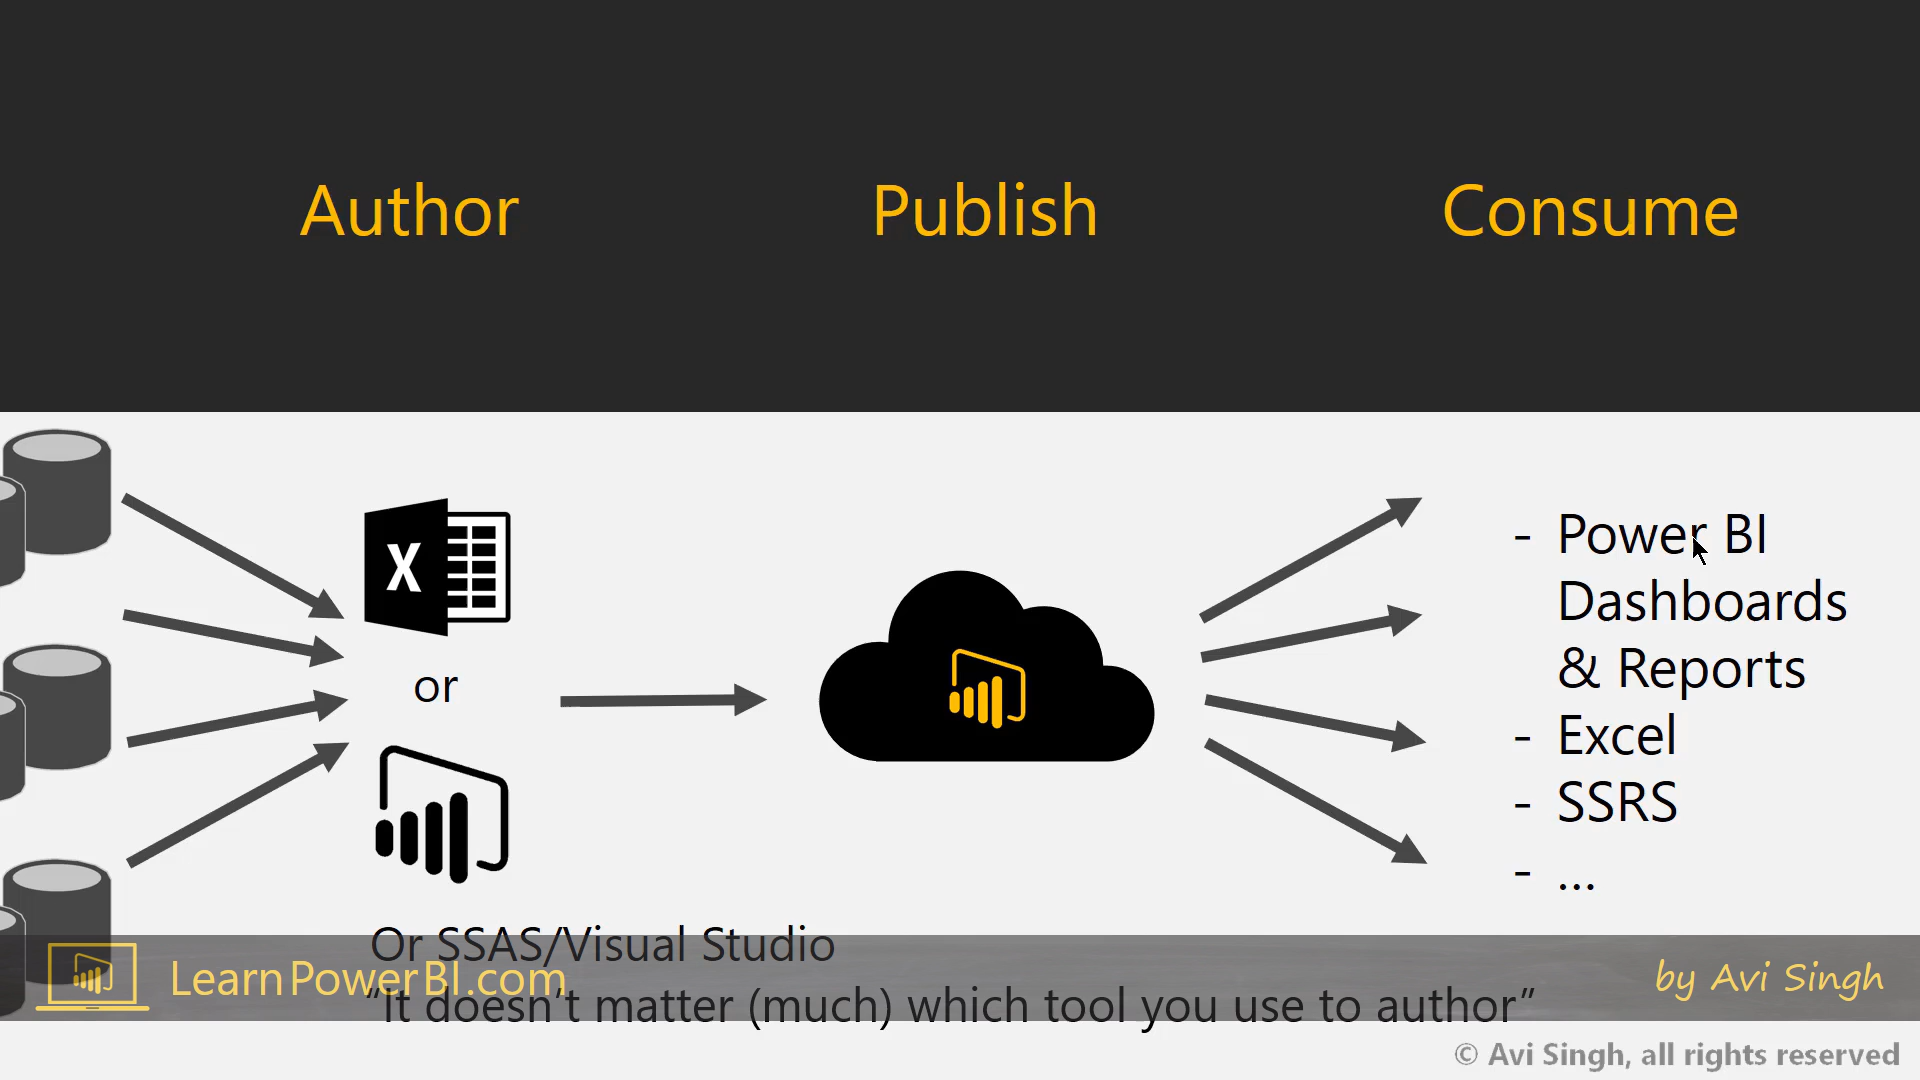 Author
Publish
Consume
X
or
- Power BI
Dashboards
& Reports
- Excel
- SSRS
- ...
Or SSAS/Visual Studio
LearnPowerBI.com
by Avi Singh
“It doesn’t matter (much) which tool you use to author”
© Avi Singh, all rights reserved